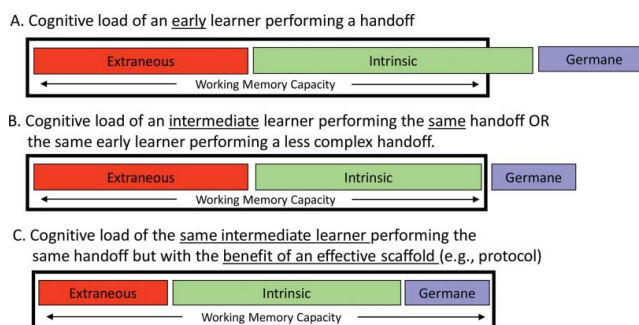 A. Cognitive load of an early learner performing a handoff
Extraneous Intrinsic Germane
Working Memory Capacity
B. Cognitive load of an intermediate learner performing the same handoff OR
the same early learner performing a less complex handoff.
Extraneous Intrinsic Germane
Working Memory Capacity
C. Cognitive load of the same intermediate learner performing the
same handoff but with the benefit of an effective scaffold (e.g., protocol)
Extraneous Intrinsic Germane
Working Memory Capacity